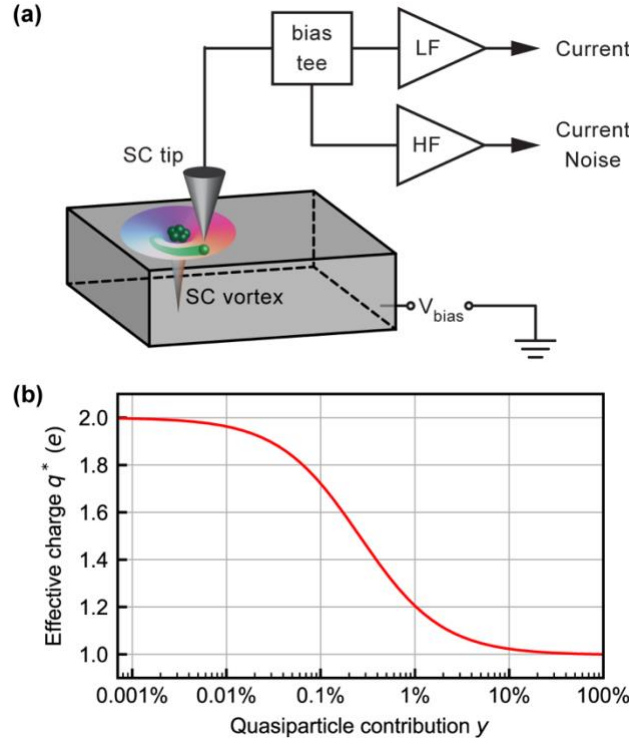 (a)
bias
tee
LF
Current
HF
Current
Noise
SC tip
SC vortex
V_bias
(b)
Effective charge q* (e)
2.0
1.8
1.6
1.4
1.2
1.0
0.001%
0.01%
0.1%
1%
10%
100%
Quasiparticle contribution y